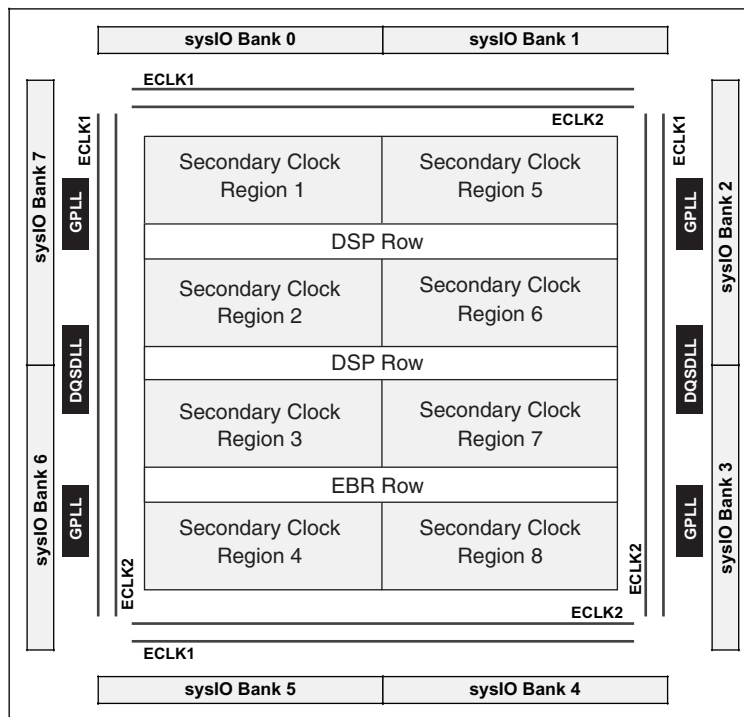 sysIO Bank 0
sysIO Bank 1
ECLK1
ECLK2
sysIO Bank 7
ECLK1
GPLL
DQSDLL
sysIO Bank 6
GPLL
ECLK2
Secondary Clock
Region 1
Secondary Clock
Region 5
DSP Row
Secondary Clock
Region 2
Secondary Clock
Region 6
DSP Row
Secondary Clock
Region 3
Secondary Clock
Region 7
EBR Row
Secondary Clock
Region 4
Secondary Clock
Region 8
ECLK1
GPLL
sysIO Bank 2
DQSDLL
GPLL
sysIO Bank 3
ECLK2
ECLK2
ECLK1
sysIO Bank 5
sysIO Bank 4